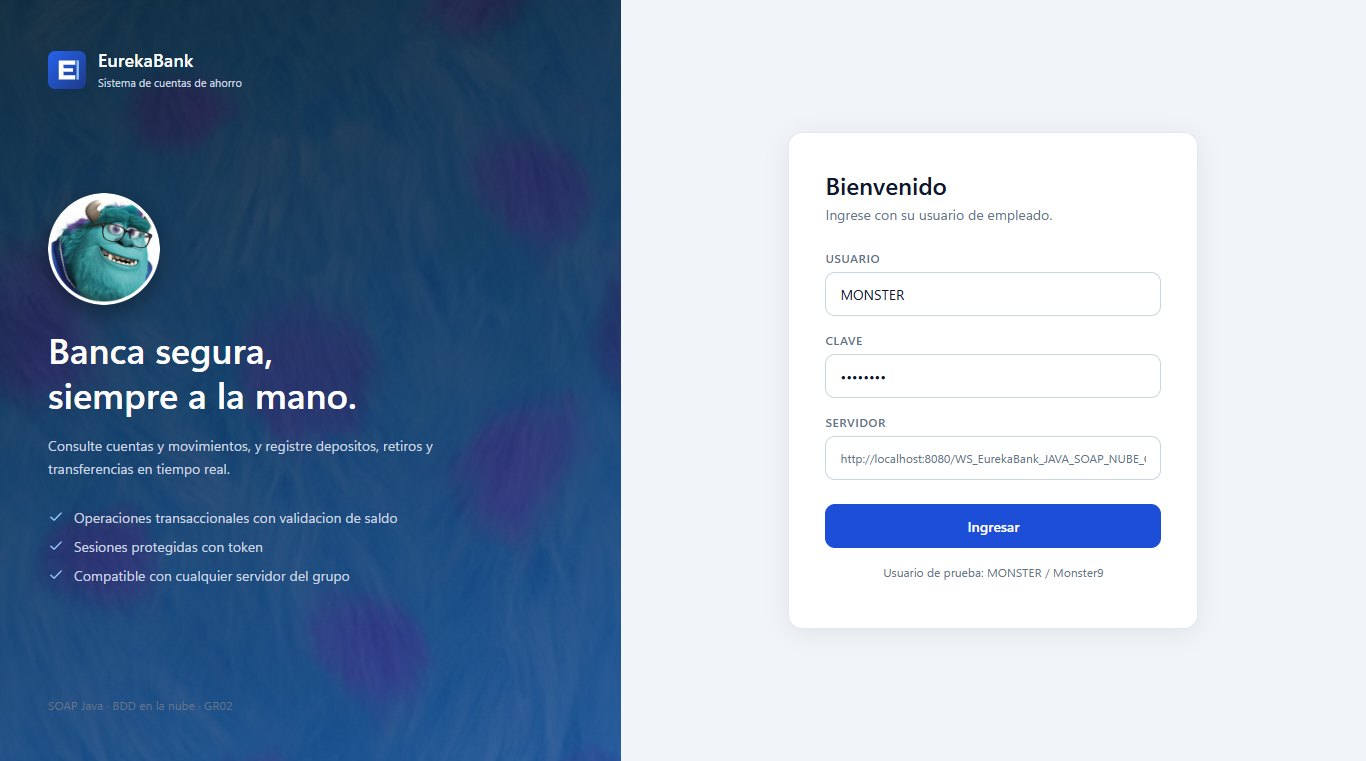 EurekaBank
Sistema de cuentas de ahorro
Banca segura,
siempre a la mano.
Consulte cuentas y movimientos, y registre depositos, retiros y
transferencias en tiempo real.
Operaciones transaccionales con validacion de saldo
Sesiones protegidas con token
Compatible con cualquier servidor del grupo
SOAP Java · BDD en la nube · GR02
Bienvenido
Ingrese con su usuario de empleado.
USUARIO
MONSTER
CLAVE
••••••••
SERVIDOR
http://localhost:8080/WS_EurekaBank_JAVA_SOAP_NUBE_
Ingresar
Usuario de prueba: MONSTER / Monster9